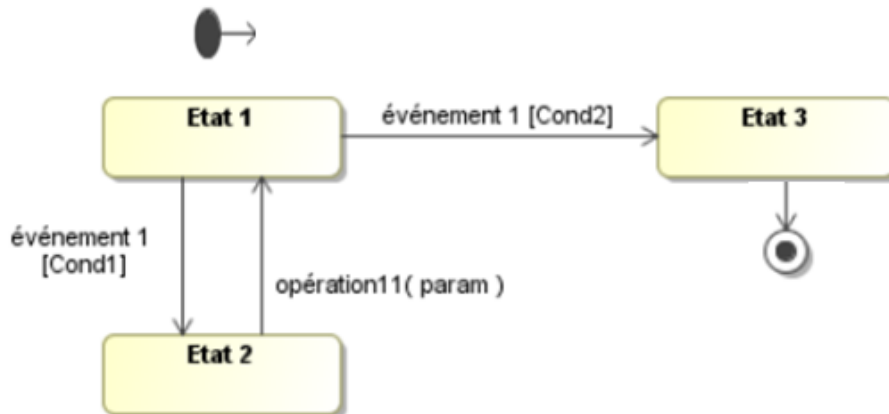 Etat 1
événement 1 [Cond2]
Etat 3
événement 1
[Cond1]
opération11( param )
Etat 2